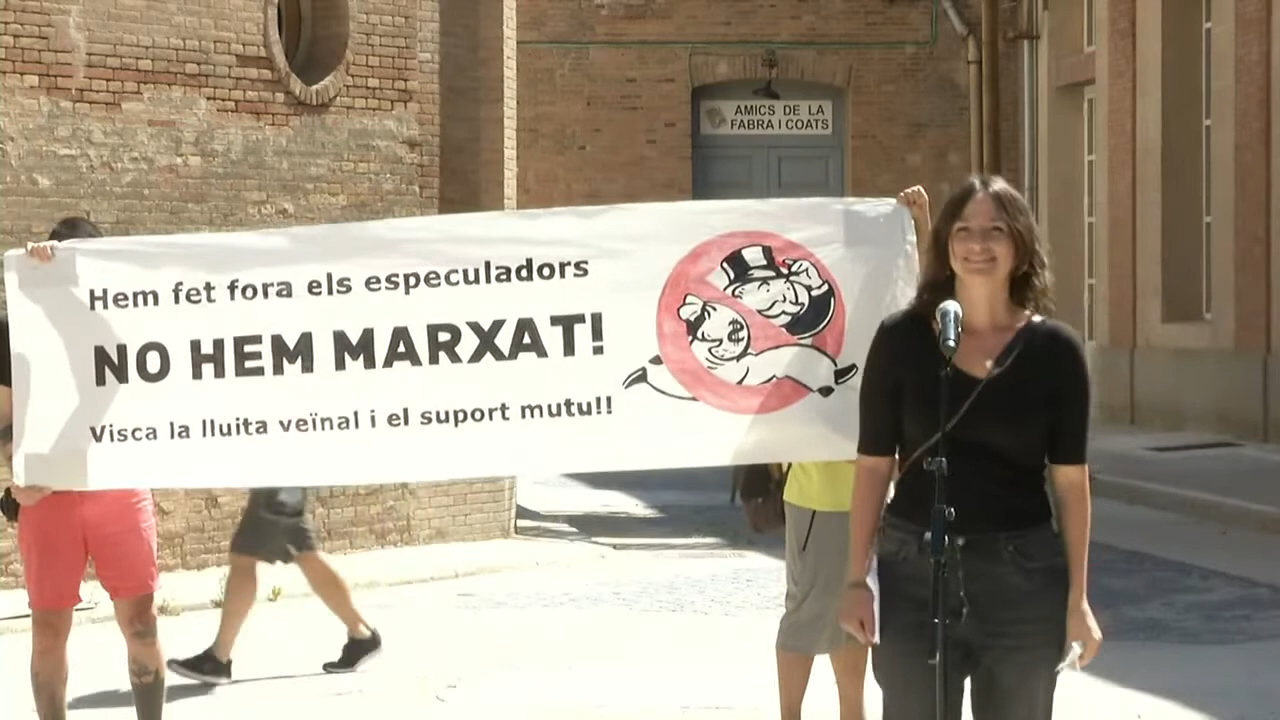 AMICS DE LA
FABRA I COATS
Hem fet fora els especuladors
NO HEM MARXAT!
Visca la lluita veïnal i el suport mutu!!
$